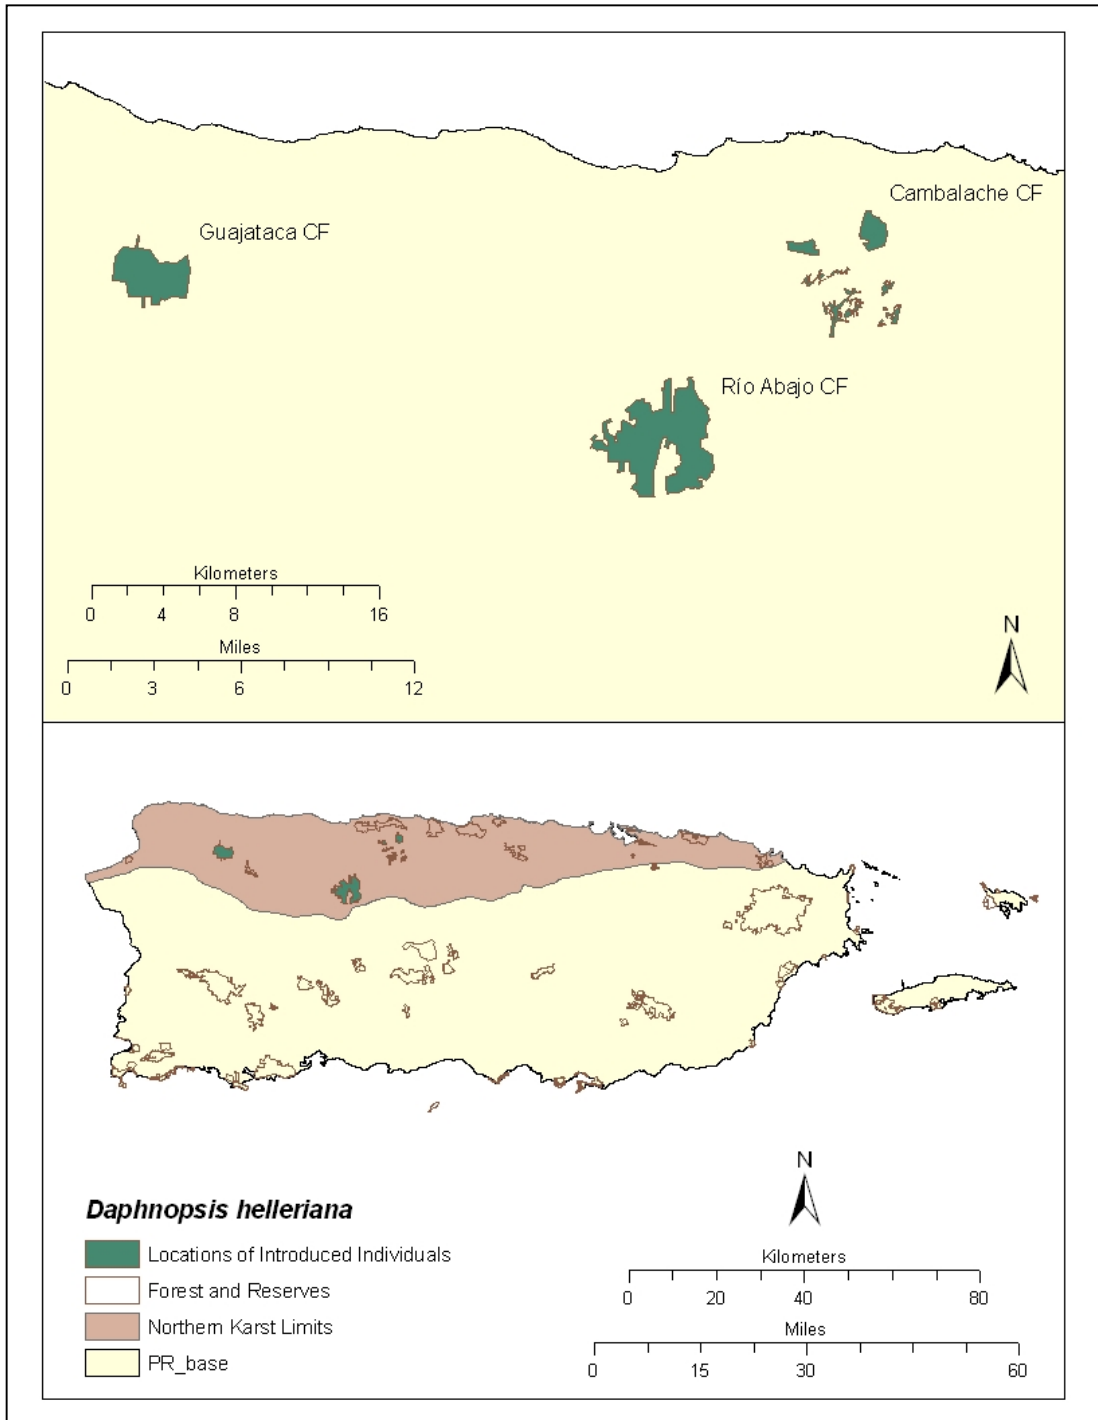 Cambalache CF
Guajataca CF
Río Abajo CF
Kilometers
0 4 8 16
Miles
0 3 6 12
N
N
Daphnopsis helleriana
Locations of Introduced Individuals
Forest and Reserves
Northern Karst Limits
PR_base
Kilometers
0 20 40 80
Miles
0 15 30 60